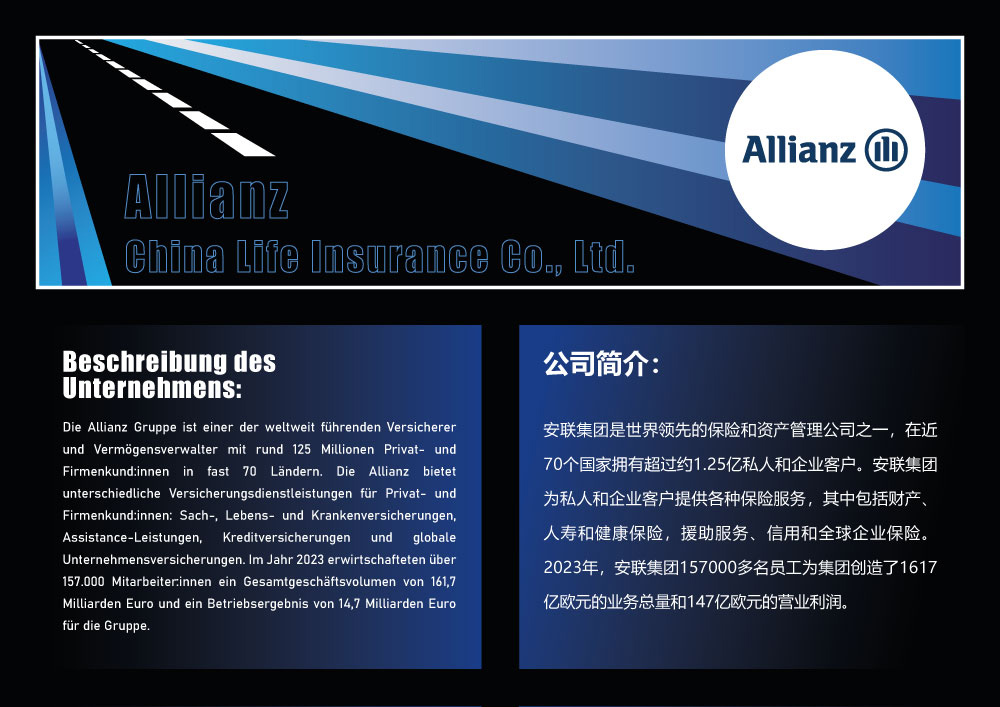 Allianz
Allianz
China Life Insurance Co., Ltd.
Beschreibung des
Unternehmens:
Die Allianz Gruppe ist einer der weltweit führenden Versicherer
und Vermögensverwalter mit rund 125 Millionen Privat- und
Firmenkund:innen in fast 70 Ländern. Die Allianz bietet
unterschiedliche Versicherungsdienstleistungen für Privat- und
Firmenkund:innen: Sach-, Lebens- und Krankenversicherungen,
Assistance-Leistungen, Kreditversicherungen und globale
Unternehmensversicherungen. Im Jahr 2023 erwirtschafteten über
157.000 Mitarbeiter:innen ein Gesamtgeschäftsvolumen von 161,7
Milliarden Euro und ein Betriebsergebnis von 14,7 Milliarden Euro
für die Gruppe.
公司简介：
安联集团是世界领先的保险和资产管理公司之一，在近
70个国家拥有超过约1.25亿私人和企业客户。安联集团
为私人和企业客户提供各种保险服务，其中包括财产、
人寿和健康保险，援助服务、信用和全球企业保险。
2023年，安联集团157000多名员工为集团创造了1617
亿欧元的业务总量和147亿欧元的营业利润。